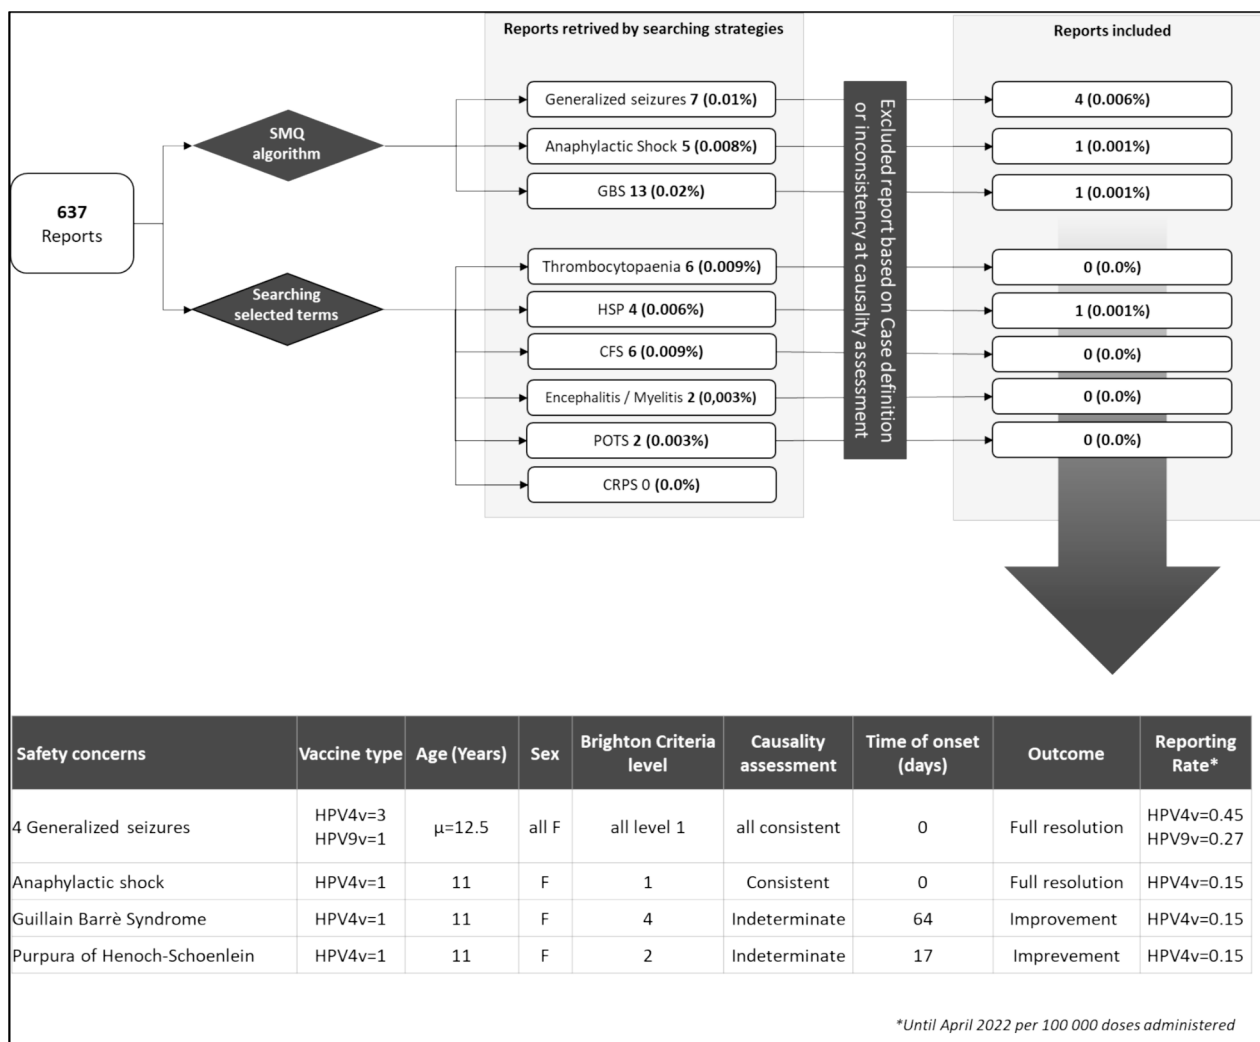 Reports retrived by searching strategies
Reports included
637
Reports
SMQ
algorithm
Searching
selected terms
Generalized seizures 7 (0.01%)
Anaphylactic Shock 5 (0.008%)
GBS 13 (0.02%)
Thrombocytopaenia 6 (0.009%)
HSP 4 (0.006%)
CFS 6 (0.009%)
Encephalitis / Myelitis 2 (0,003%)
POTS 2 (0.003%)
CRPS 0 (0.0%)
Excluded report based on Case definition
or inconsistency at causality assessment
4 (0.006%)
1 (0.001%)
1 (0.001%)
0 (0.0%)
1 (0.001%)
0 (0.0%)
0 (0.0%)
0 (0.0%)
Safety concerns Vaccine type Age (Years) Sex Brighton Criteria level Causality assessment Time of onset (days) Outcome Reporting Rate*
4 Generalized seizures HPV4v=3 HPV9v=1 μ=12.5 all F all level 1 all consistent 0 Full resolution HPV4v=0.45 HPV9v=0.27
Anaphylactic shock HPV4v=1 11 F 1 Consistent 0 Full resolution HPV4v=0.15
Guillain Barrè Syndrome HPV4v=1 11 F 4 Indeterminate 64 Improvement HPV4v=0.15
Purpura of Henoch-Schoenlein HPV4v=1 11 F 2 Indeterminate 17 Imprevement HPV4v=0.15
*Until April 2022 per 100 000 doses administered